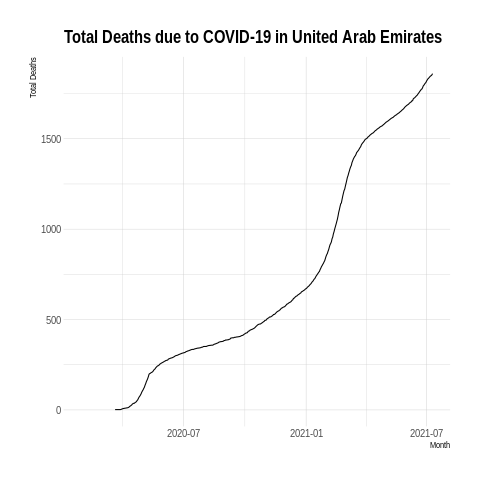 Total Deaths due to COVID-19 in United Arab Emirates
Total Deaths
1500
1000
500
0
2020-07 2021-01 2021-07
Month